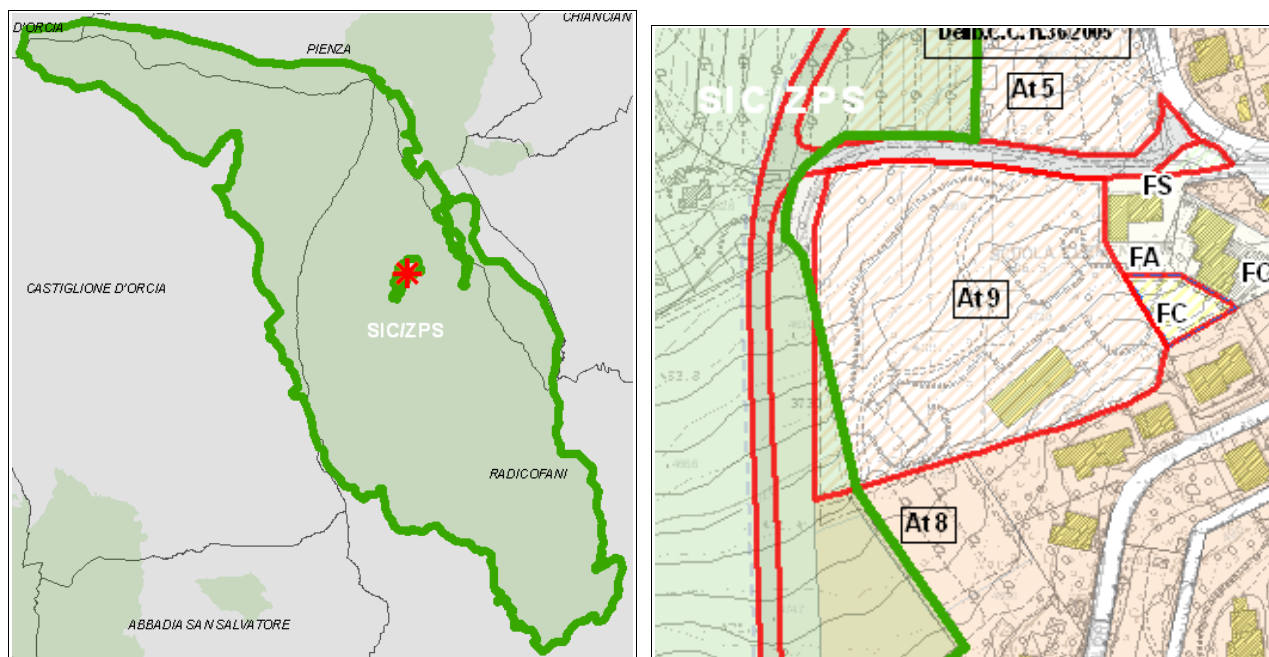 CHIANCIAN
D'ORCIA
PIENZA
CASTIGLIONE D'ORCIA
SIC/ZPS
RADICOFANI
ABBADIA SAN SALVATORE
Delib.C.C. n.36/2005
At 5
SIC/ZPS
FS
FA
FC
At 9
FC
At 8